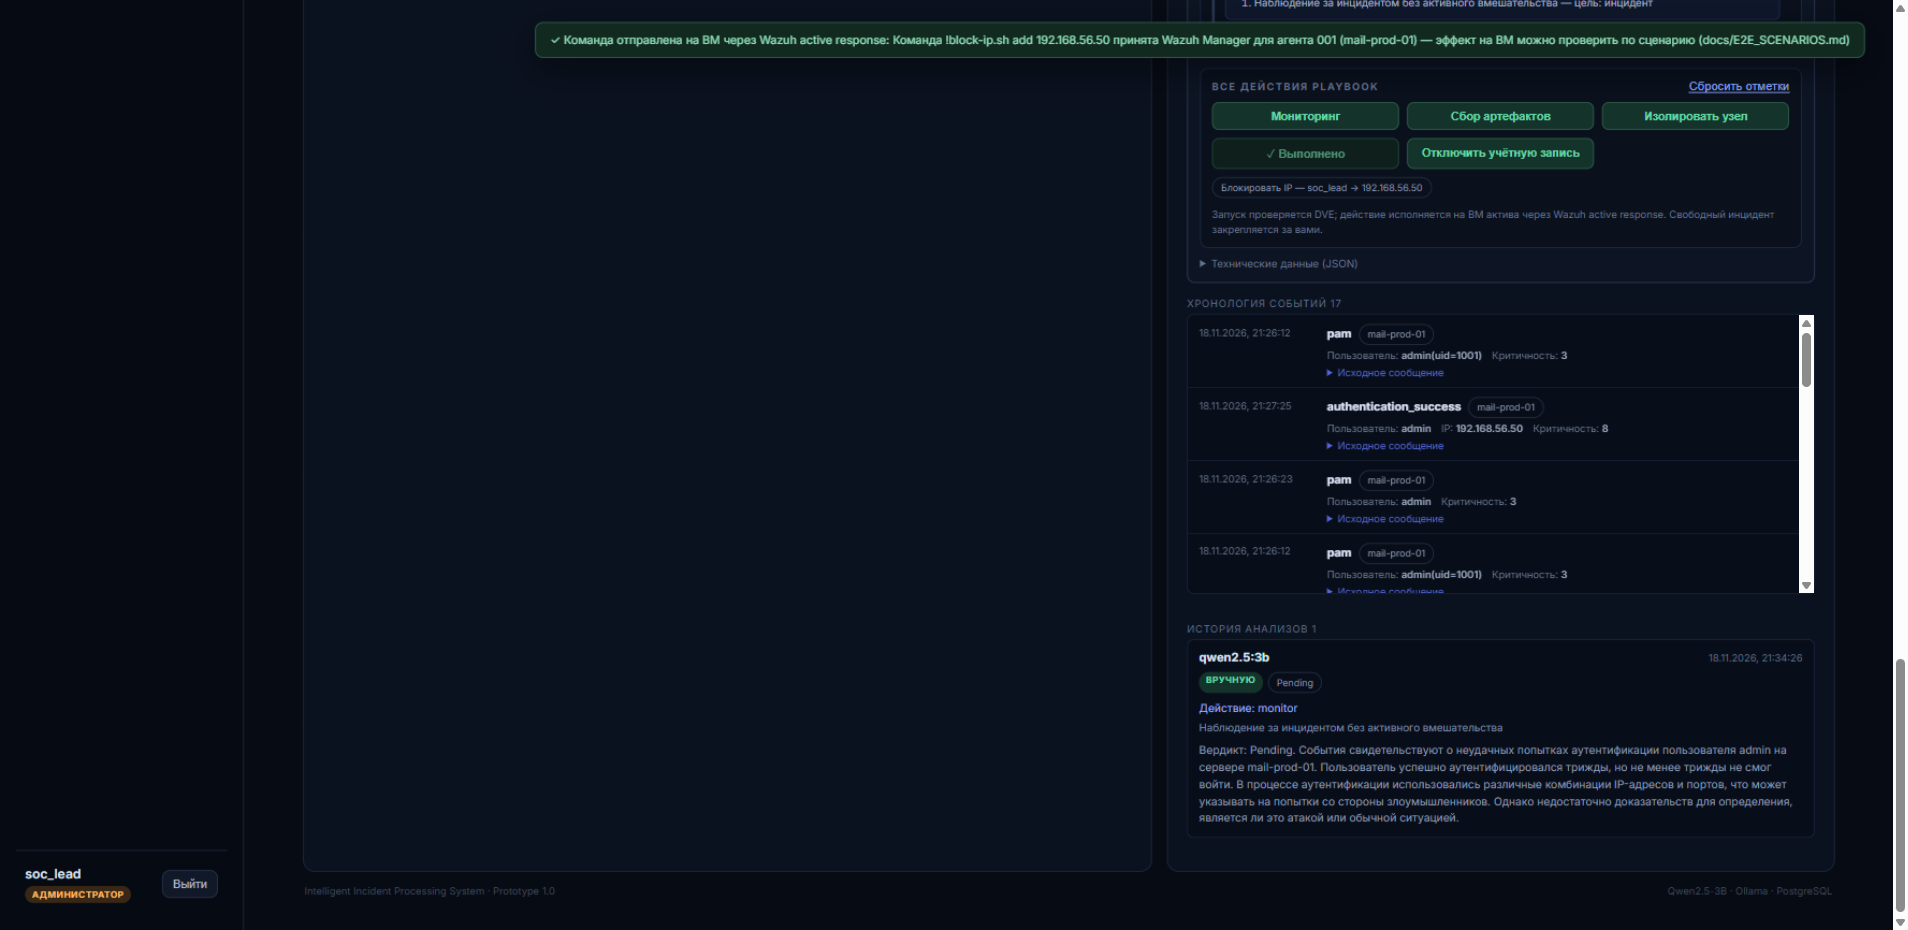 1. Наблюдение за инцидентом без активного вмешательства — цель: инцидент
✓ Команда отправлена на ВМ через Wazuh active response: Команда !block-ip.sh add 192.168.56.50 принята Wazuh Manager для агента 001 (mail-prod-01) — эффект на ВМ можно проверить по сценарию (docs/E2E_SCENARIOS.md)
ВСЕ ДЕЙСТВИЯ PLAYBOOK
Сбросить отметки
Мониторинг
Сбор артефактов
Изолировать узел
✓ Выполнено
Отключить учётную запись
Блокировать IP — soc_lead → 192.168.56.50
Запуск проверяется DVE; действие исполняется на ВМ актива через Wazuh active response. Свободный инцидент
закрепляется за вами.
▶ Технические данные (JSON)
ХРОНОЛОГИЯ СОБЫТИЙ 17
18.11.2026, 21:26:12
pam
mail-prod-01
Пользователь: admin(uid=1001) Критичность: 3
▶ Исходное сообщение
18.11.2026, 21:27:25
authentication_success
mail-prod-01
Пользователь: admin IP: 192.168.56.50 Критичность: 8
▶ Исходное сообщение
18.11.2026, 21:26:23
pam
mail-prod-01
Пользователь: admin Критичность: 3
▶ Исходное сообщение
18.11.2026, 21:26:12
pam
mail-prod-01
Пользователь: admin(uid=1001) Критичность: 3
▶ Исходное сообщение
ИСТОРИЯ АНАЛИЗОВ 1
qwen2.5:3b
18.11.2026, 21:34:26
ВРУЧНУЮ
Pending
Действие: monitor
Наблюдение за инцидентом без активного вмешательства
Вердикт: Pending. События свидетельствуют о неудачных попытках аутентификации пользователя admin на
сервере mail-prod-01. Пользователь успешно аутентифицировался трижды, но не менее трижды не смог
войти. В процессе аутентификации использовались различные комбинации IP-адресов и портов, что может
указывать на попытки со стороны злоумышленников. Однако недостаточно доказательств для определения,
является ли это атакой или обычной ситуацией.
soc_lead
АДМИНИСТРАТОР
Выйти
Intelligent Incident Processing System · Prototype 1.0
Qwen2.5-3B · Ollama · PostgreSQL